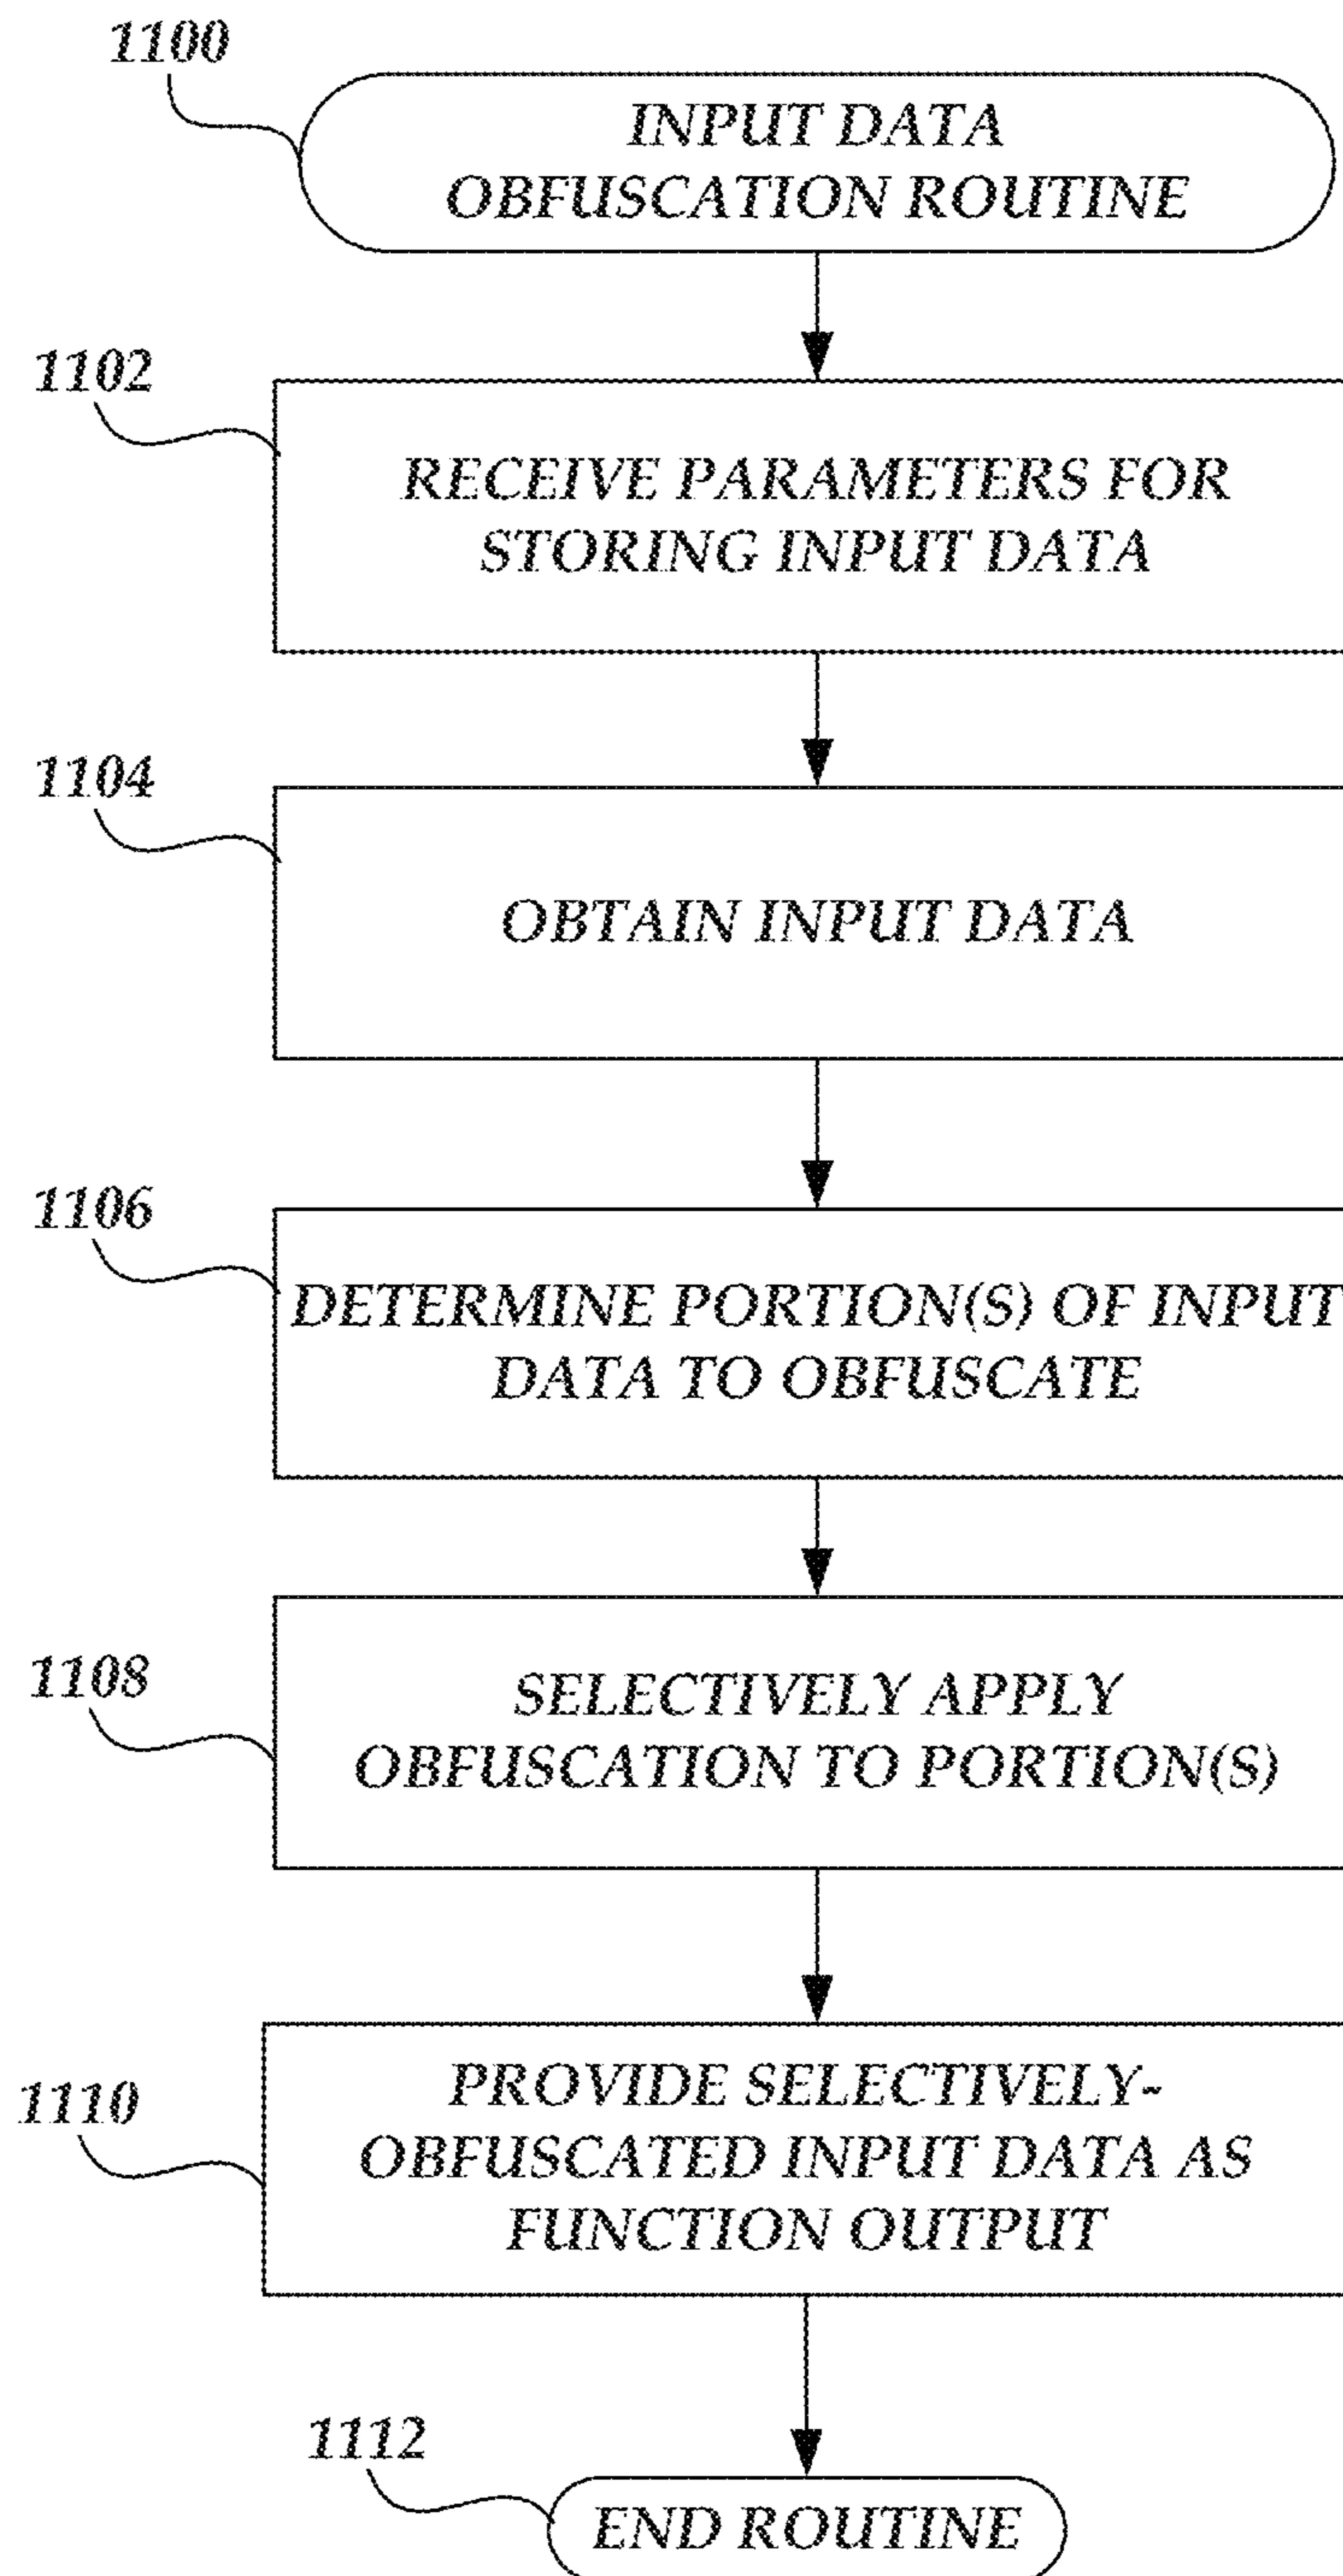 1100
INPUT DATA
OBFUSCATION ROUTINE
1102
RECEIVE PARAMETERS FOR
STORING INPUT DATA
1104
OBTAIN INPUT DATA
1106
DETERMINE PORTION(S) OF INPUT
DATA TO OBFUSCATE
1108
SELECTIVELY APPLY
OBFUSCATION TO PORTION(S)
1110
PROVIDE SELECTIVELY-
OBFUSCATED INPUT DATA AS
FUNCTION OUTPUT
1112
END ROUTINE